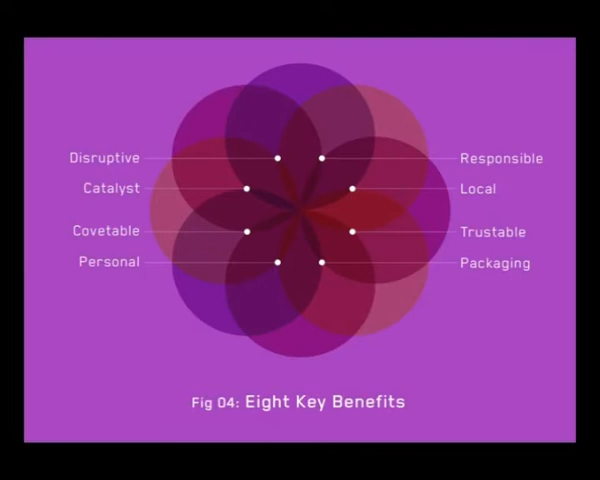 Disruptive
Responsible
Catalyst
Local
Covetable
Trustable
Personal
Packaging
Fig 04: Eight Key Benefits